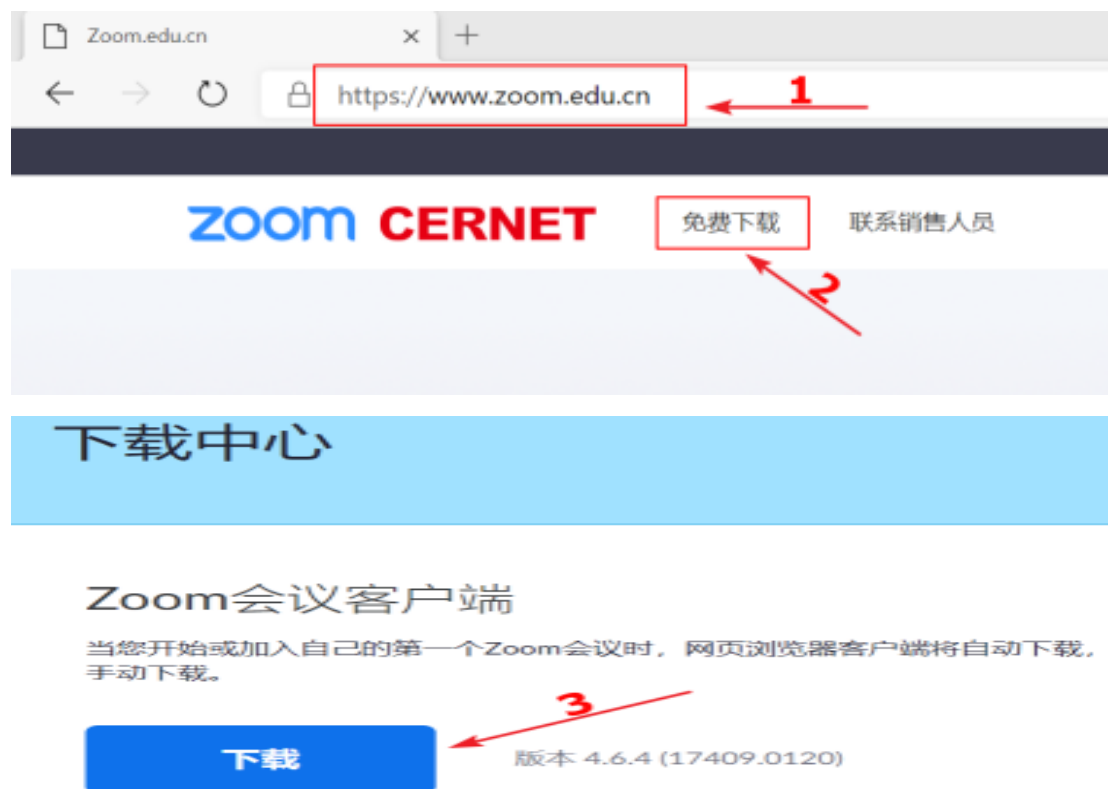 Zoom.edu.cn
https://www.zoom.edu.cn
1
zoom CERNET 免费下载 联系销售人员
2
下载中心
Zoom会议客户端
当您开始或加入自己的第一个Zoom会议时，网页浏览器客户端将自动下载，
手动下载。
3
下载 版本 4.6.4 (17409.0120)